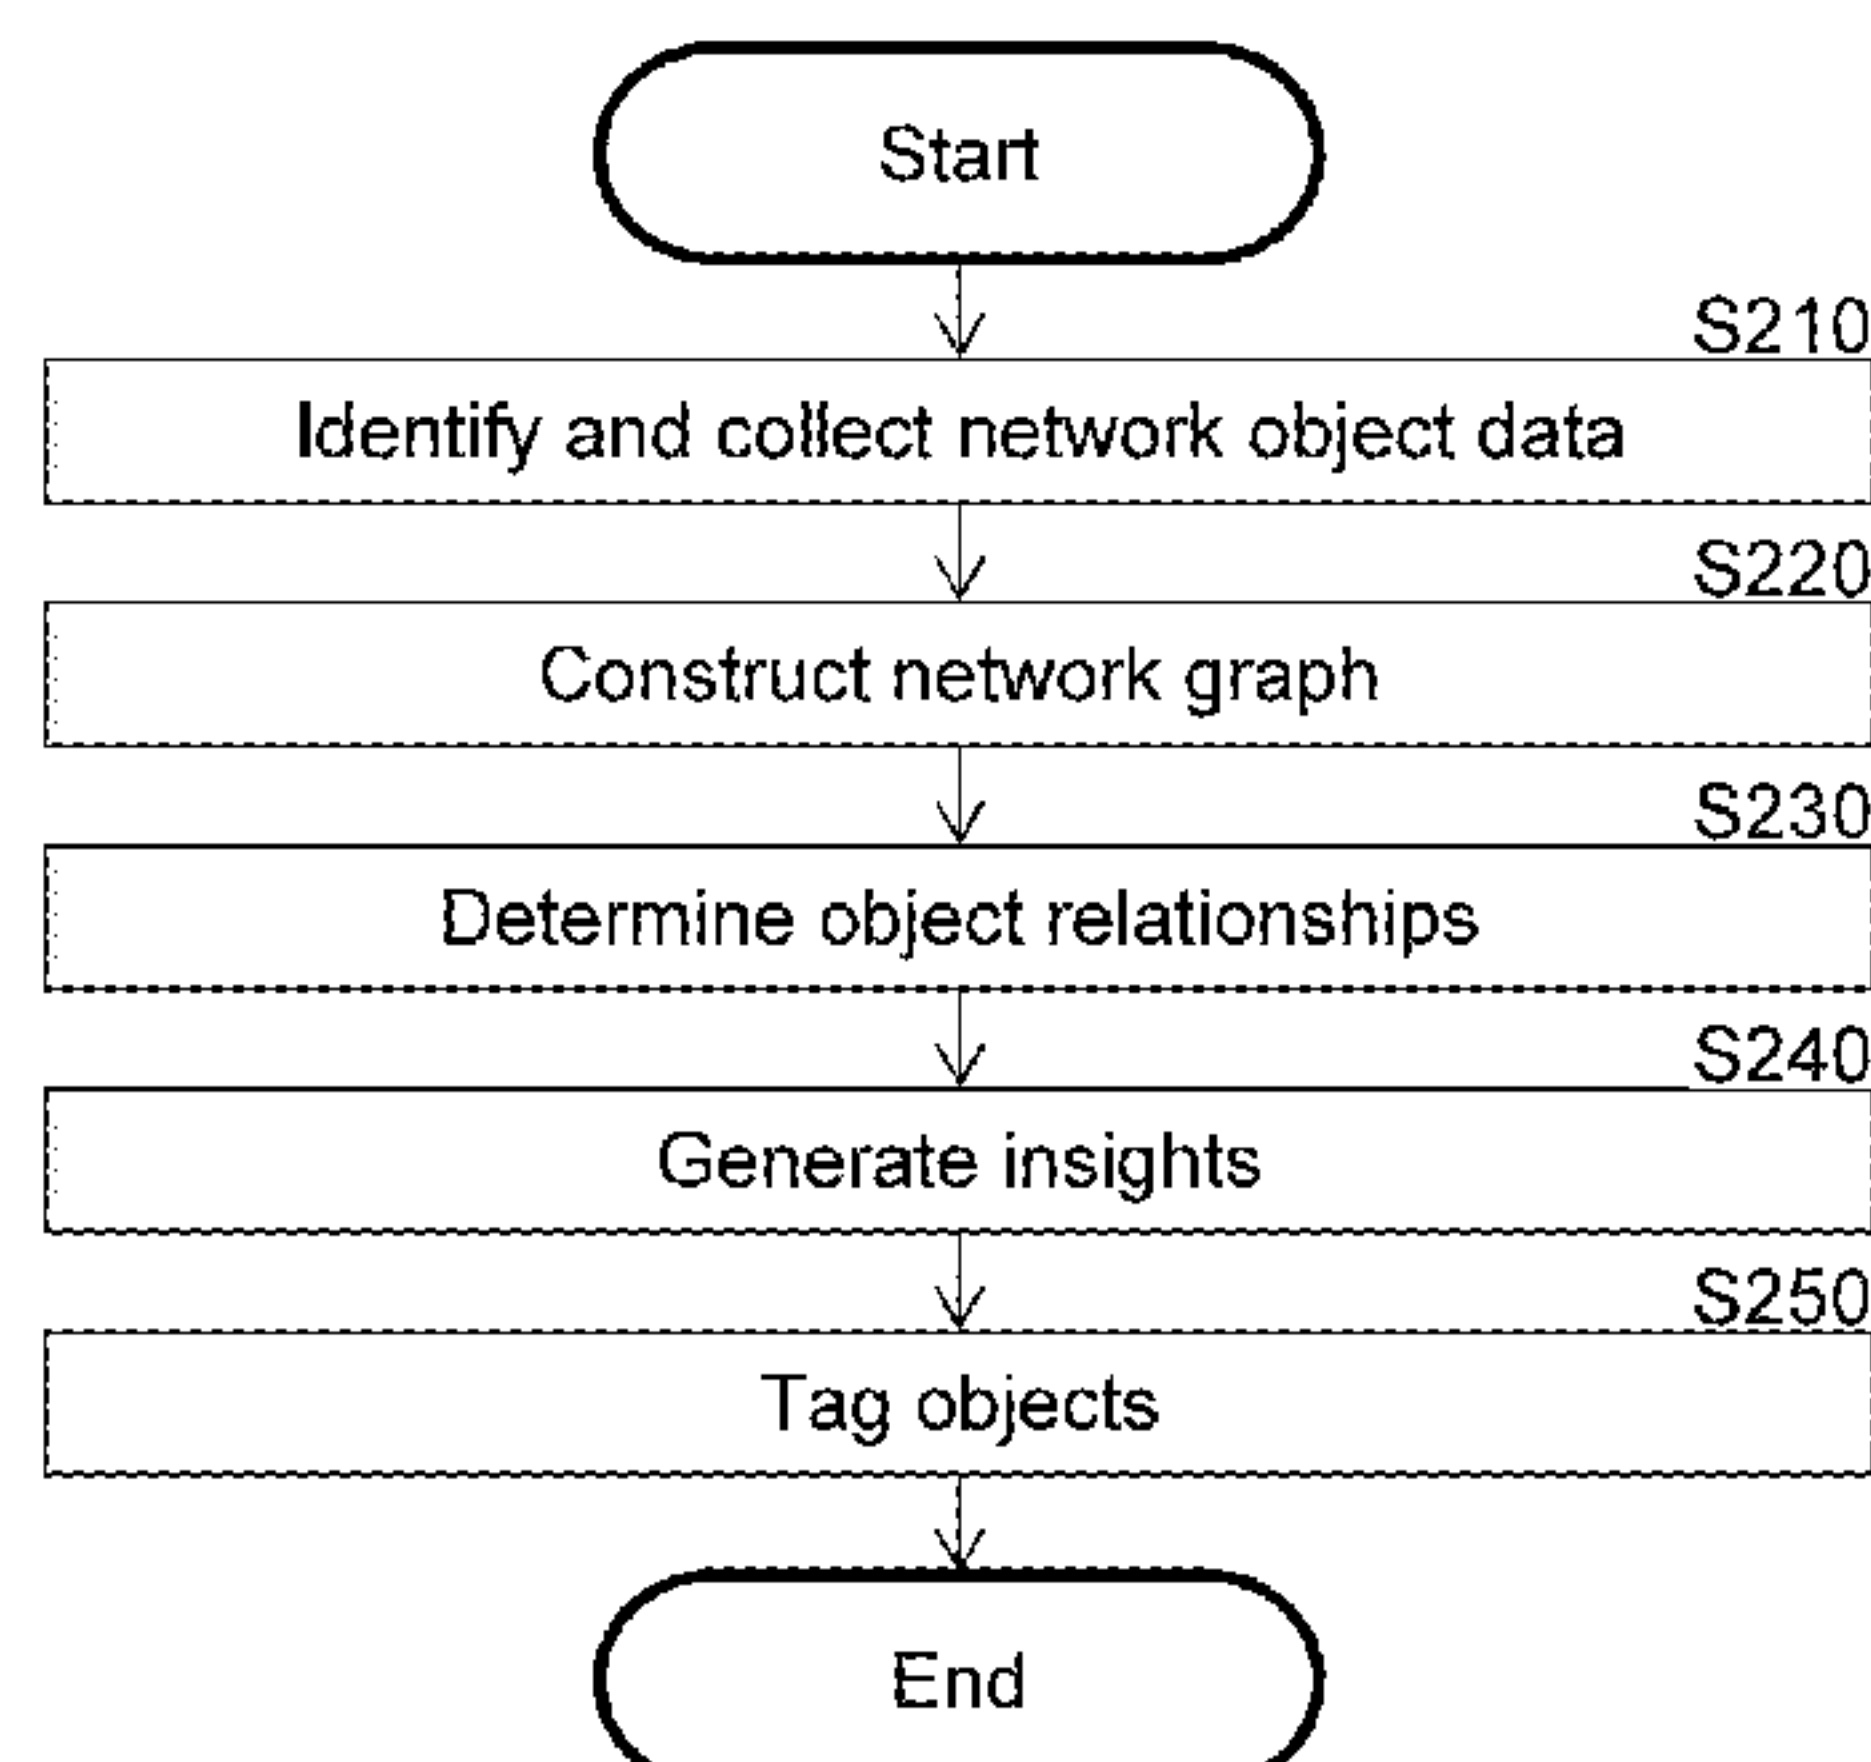 Start
S210
Identify and collect network object data
S220
Construct network graph
S230
Determine object relationships
S240
Generate insights
S250
Tag objects
End